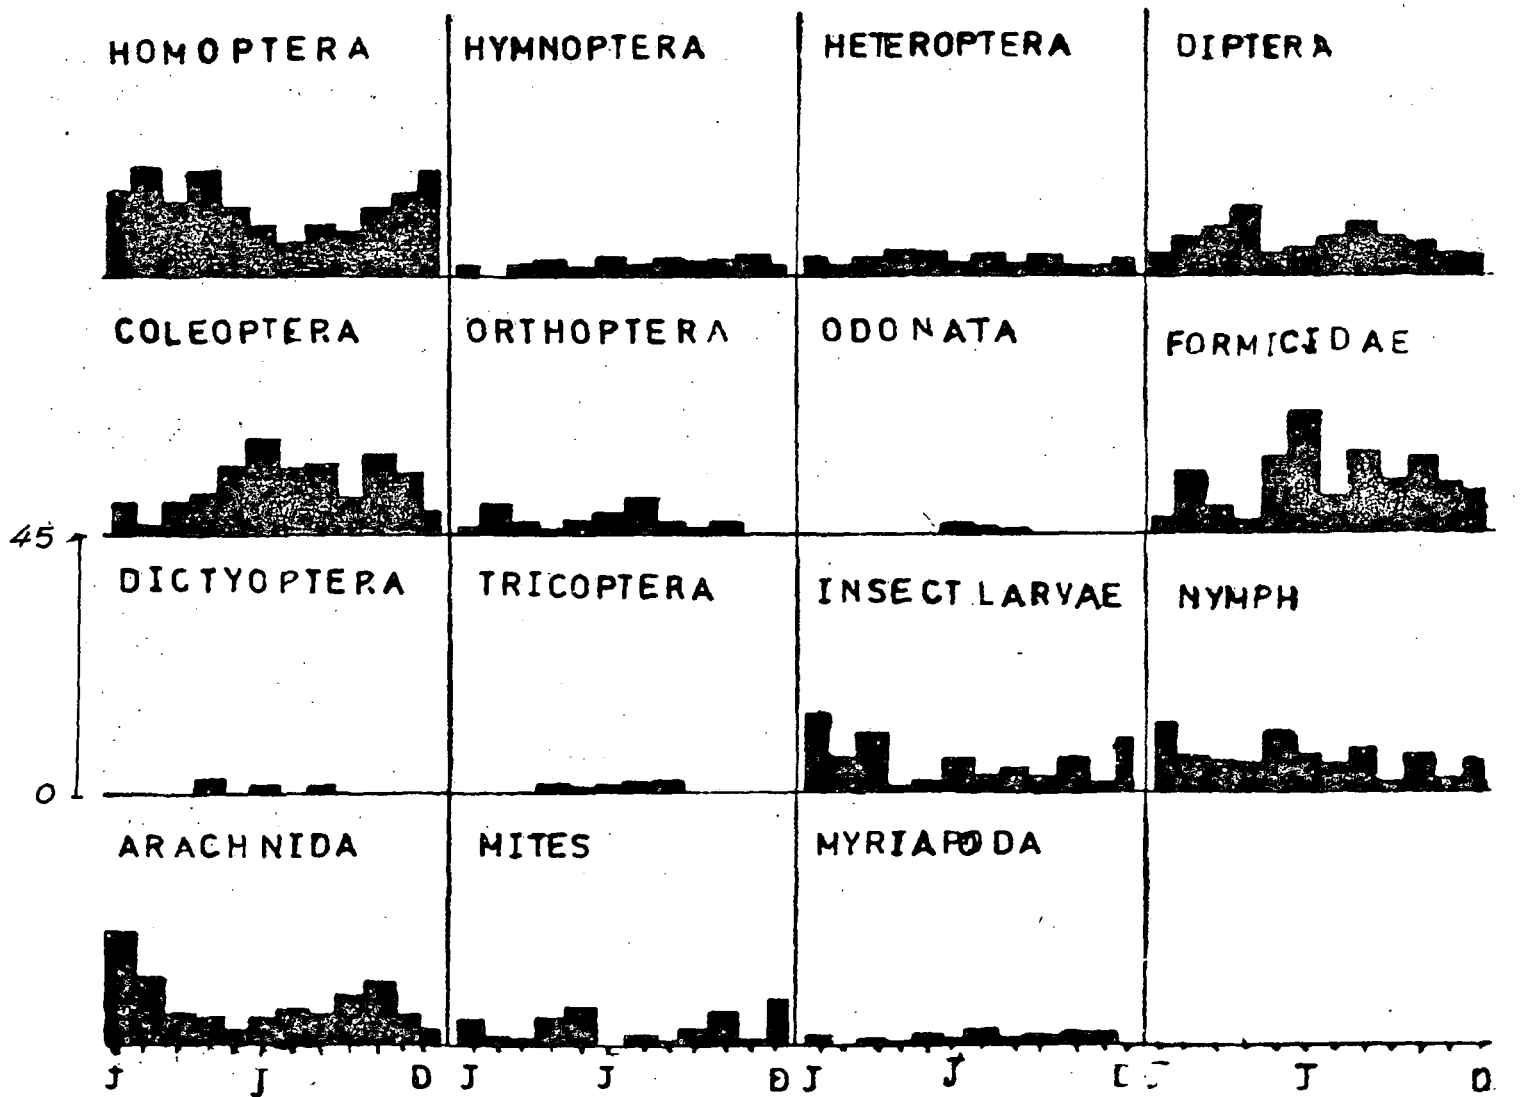 HOMOPTERA HYMNOPTERA HETEROPTERA DIPTERA
COLEOPTERA ORTHOPTERA ODONATA FORMICIDAE
45
DICTYOPTERA TRICOPTERA INSECT LARVAE NYMPH
0
ARACHNIDA MITES MYRIAPODA
J J D J J D J J J D